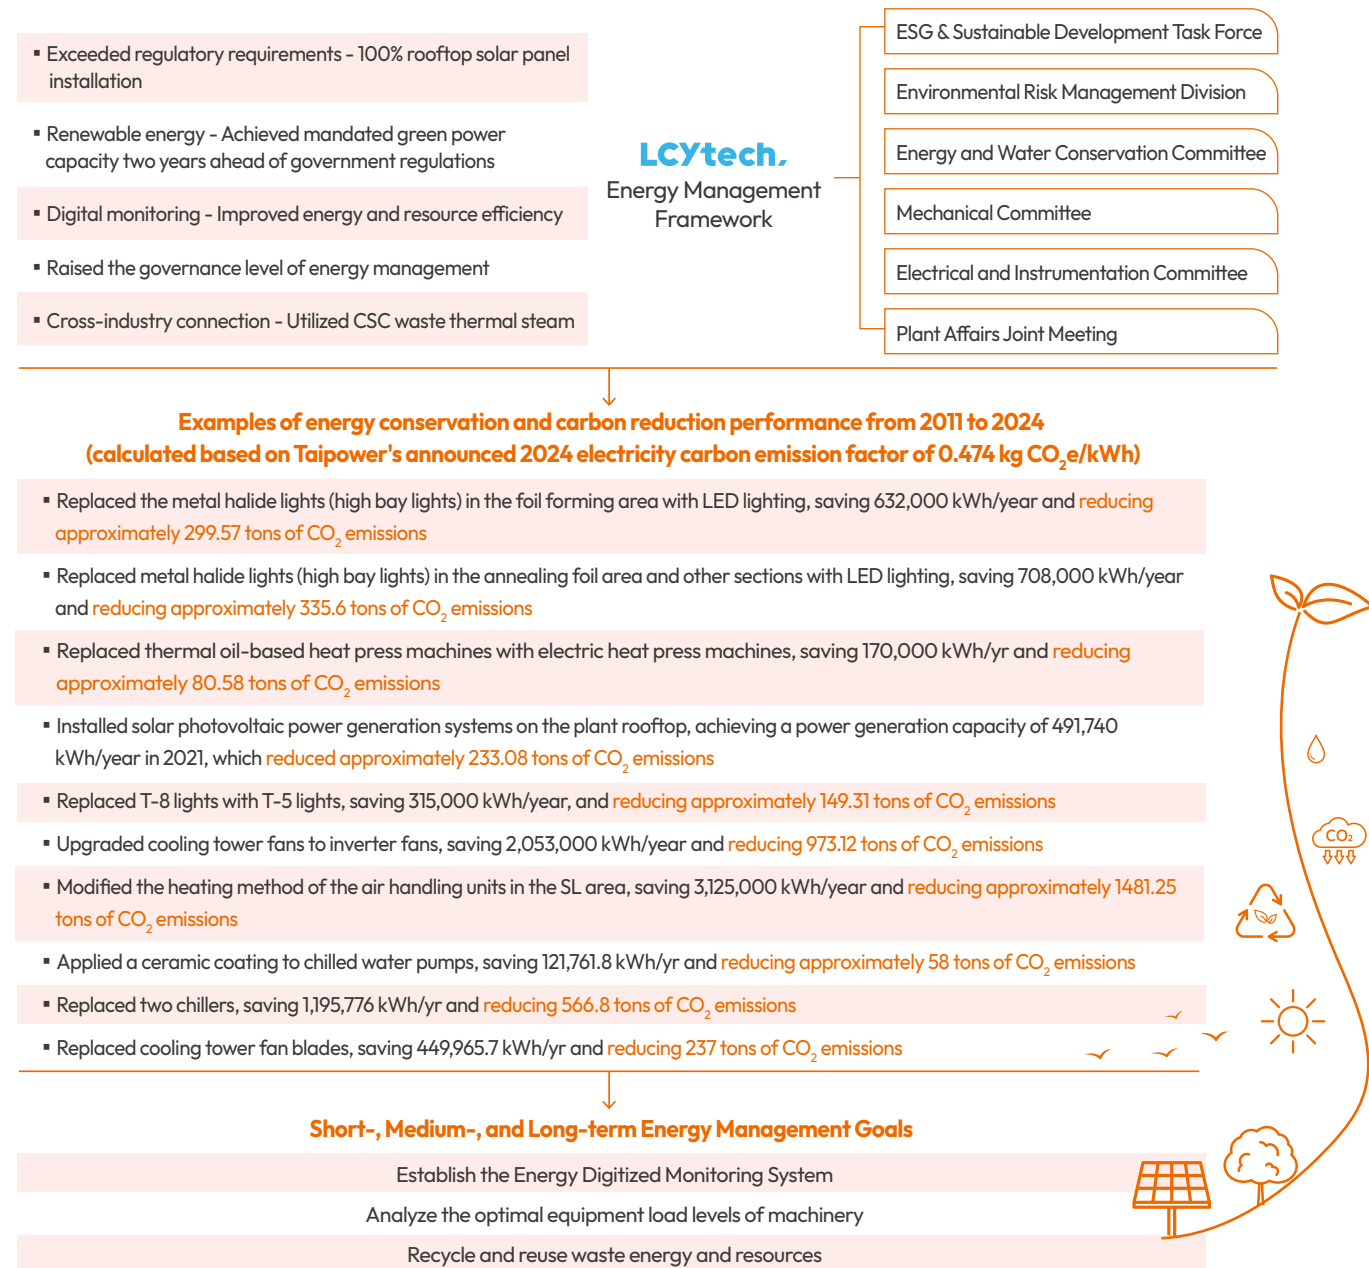 ▪ Exceeded regulatory requirements - 100% rooftop solar panel
installation
▪ Renewable energy - Achieved mandated green power
capacity two years ahead of government regulations
▪ Digital monitoring - Improved energy and resource efficiency
▪ Raised the governance level of energy management
▪ Cross-industry connection - Utilized CSC waste thermal steam
LCYtech.
Energy Management
Framework
ESG & Sustainable Development Task Force
Environmental Risk Management Division
Energy and Water Conservation Committee
Mechanical Committee
Electrical and Instrumentation Committee
Plant Affairs Joint Meeting
Examples of energy conservation and carbon reduction performance from 2011 to 2024
(calculated based on Taipower's announced 2024 electricity carbon emission factor of 0.474 kg CO₂e/kWh)
▪ Replaced the metal halide lights (high bay lights) in the foil forming area with LED lighting, saving 632,000 kWh/year and reducing
approximately 299.57 tons of CO₂ emissions
▪ Replaced metal halide lights (high bay lights) in the annealing foil area and other sections with LED lighting, saving 708,000 kWh/year
and reducing approximately 335.6 tons of CO₂ emissions
▪ Replaced thermal oil-based heat press machines with electric heat press machines, saving 170,000 kWh/yr and reducing
approximately 80.58 tons of CO₂ emissions
▪ Installed solar photovoltaic power generation systems on the plant rooftop, achieving a power generation capacity of 491,740
kWh/year in 2021, which reduced approximately 233.08 tons of CO₂ emissions
▪ Replaced T-8 lights with T-5 lights, saving 315,000 kWh/year, and reducing approximately 149.31 tons of CO₂ emissions
▪ Upgraded cooling tower fans to inverter fans, saving 2,053,000 kWh/year and reducing 973.12 tons of CO₂ emissions
▪ Modified the heating method of the air handling units in the SL area, saving 3,125,000 kWh/year and reducing approximately 1481.25
tons of CO₂ emissions
▪ Applied a ceramic coating to chilled water pumps, saving 121,761.8 kWh/yr and reducing approximately 58 tons of CO₂ emissions
▪ Replaced two chillers, saving 1,195,776 kWh/yr and reducing 566.8 tons of CO₂ emissions
▪ Replaced cooling tower fan blades, saving 449,965.7 kWh/yr and reducing 237 tons of CO₂ emissions
CO₂
Short-, Medium-, and Long-term Energy Management Goals
Establish the Energy Digitized Monitoring System
Analyze the optimal equipment load levels of machinery
Recycle and reuse waste energy and resources